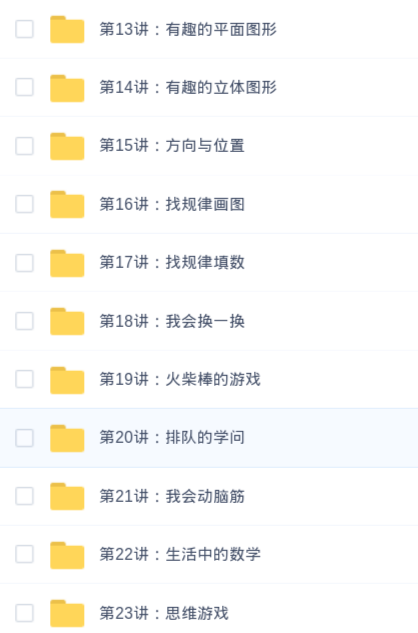 第13讲：有趣的平面图形
第14讲：有趣的立体图形
第15讲：方向与位置
第16讲：找规律画图
第17讲：找规律填数
第18讲：我会换一换
第19讲：火柴棒的游戏
第20讲：排队的学问
第21讲：我会动脑筋
第22讲：生活中的数学
第23讲：思维游戏